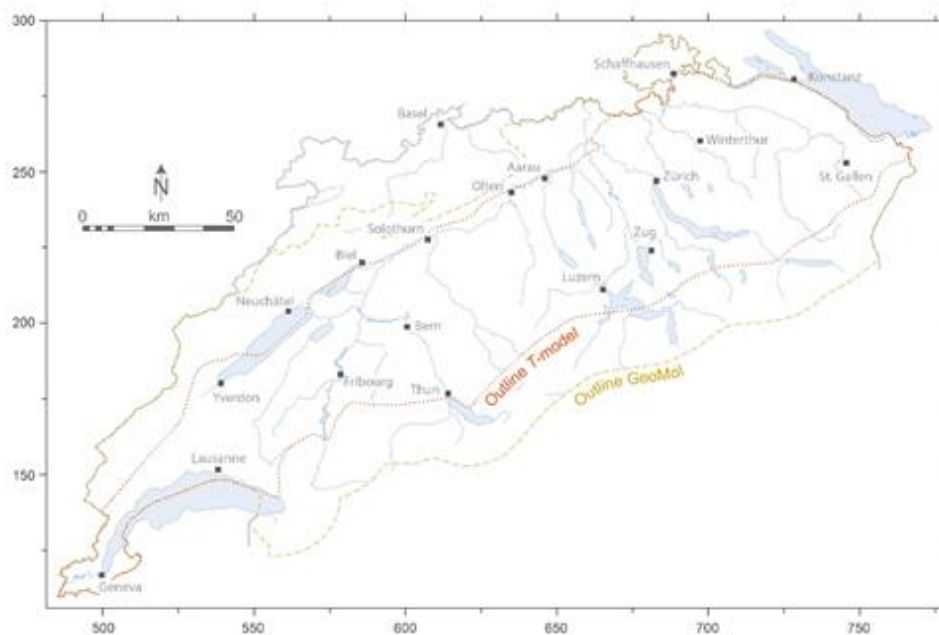 300
Schaffhausen
Konstanz
Basel
Winterthur
250
Aarau
N
Olten
Zürich
St. Gallen
0 km 50
Solothurn
Zug
Biel
Luzern
Neuchâtel
200
Bern
Outline T-model
Fribourg
Thun
Outline GeoMol
Yverdon
Lausanne
150
Geneva
500 550 600 650 700 750